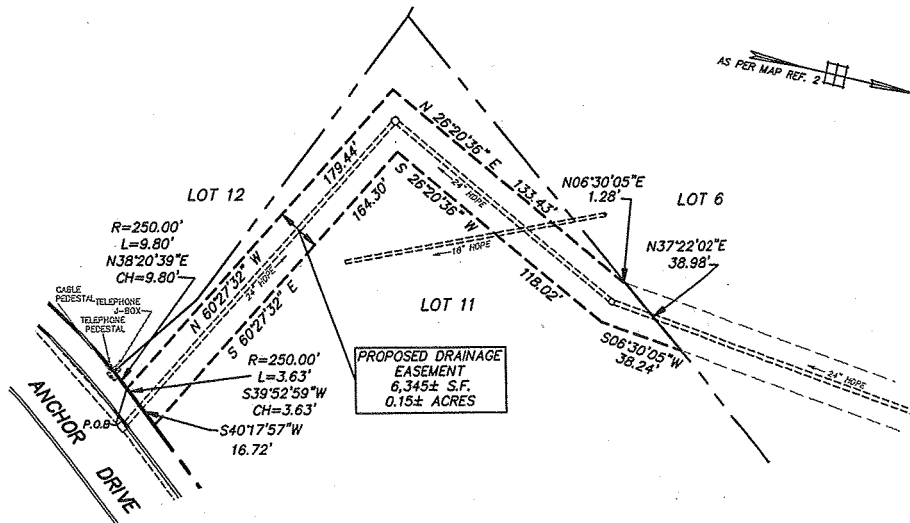 AS PER MAP REF. 2
N 26°20'36" E
133.43'
179.44'
LOT 12
N06°30'05"E
1.28'
LOT 6
24" HDPE
S 26°20'36" W
164.30'
R=250.00'
L=9.80'
N38°20'39"E
CH=9.80'
N37°22'02"E
38.98'
18" HDPE
CABLE
PEDESTAL
TELEPHONE
J-BOX
TELEPHONE
PEDESTAL
N 60°27'32" W
24" HDPE
S 60°27'32" E
LOT 11
118.02'
S06°30'05"W
38.24'
R=250.00'
L=3.63'
S39°52'59"W
CH=3.63'
PROPOSED DRAINAGE
EASEMENT
6,345± S.F.
0.15± ACRES
24" HDPE
P.O.B
S40°17'57"W
16.72'
ANCHOR
DRIVE